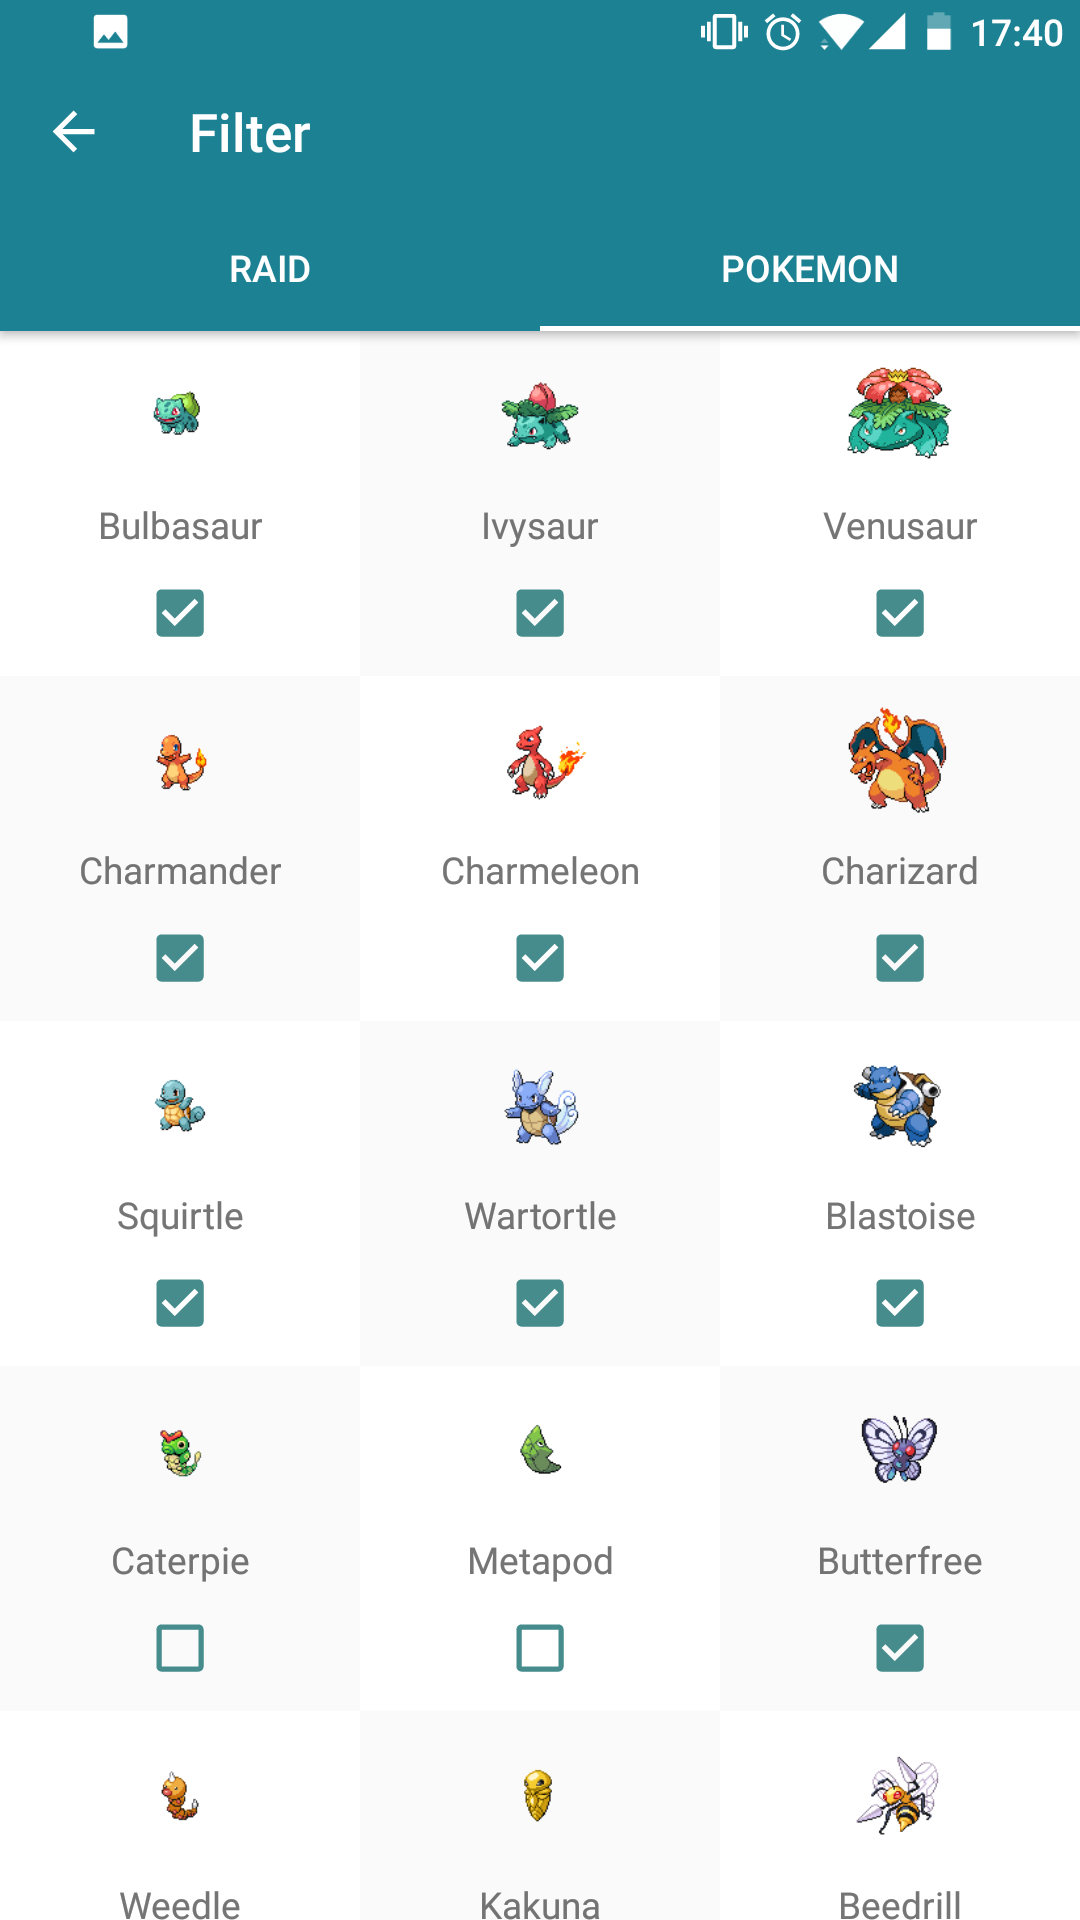 17:40
Filter
RAID POKEMON
Bulbasaur Ivysaur Venusaur
Charmander Charmeleon Charizard
Squirtle Wartortle Blastoise
Caterpie Metapod Butterfree
Weedle Kakuna Beedrill